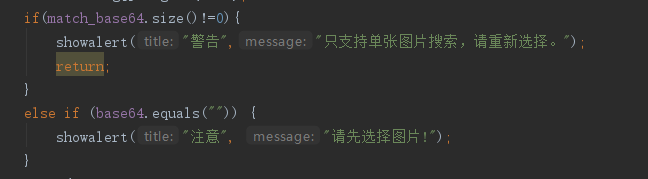 if(match_base64.size()!=0){
showalert( title: "警告", message: "只支持单张图片搜索，请重新选择。");
return;
}
else if (base64.equals("")) {
showalert( title: "注意", message: "请先选择图片!");
}